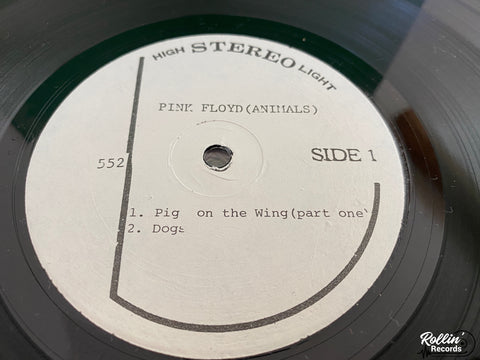 HIGH STEREO LIGHT
PINK FLOYD(ANIMALS)
552
SIDE 1
1. Pig on the Wing(part one)
2. Dogs
Rollin'
Records